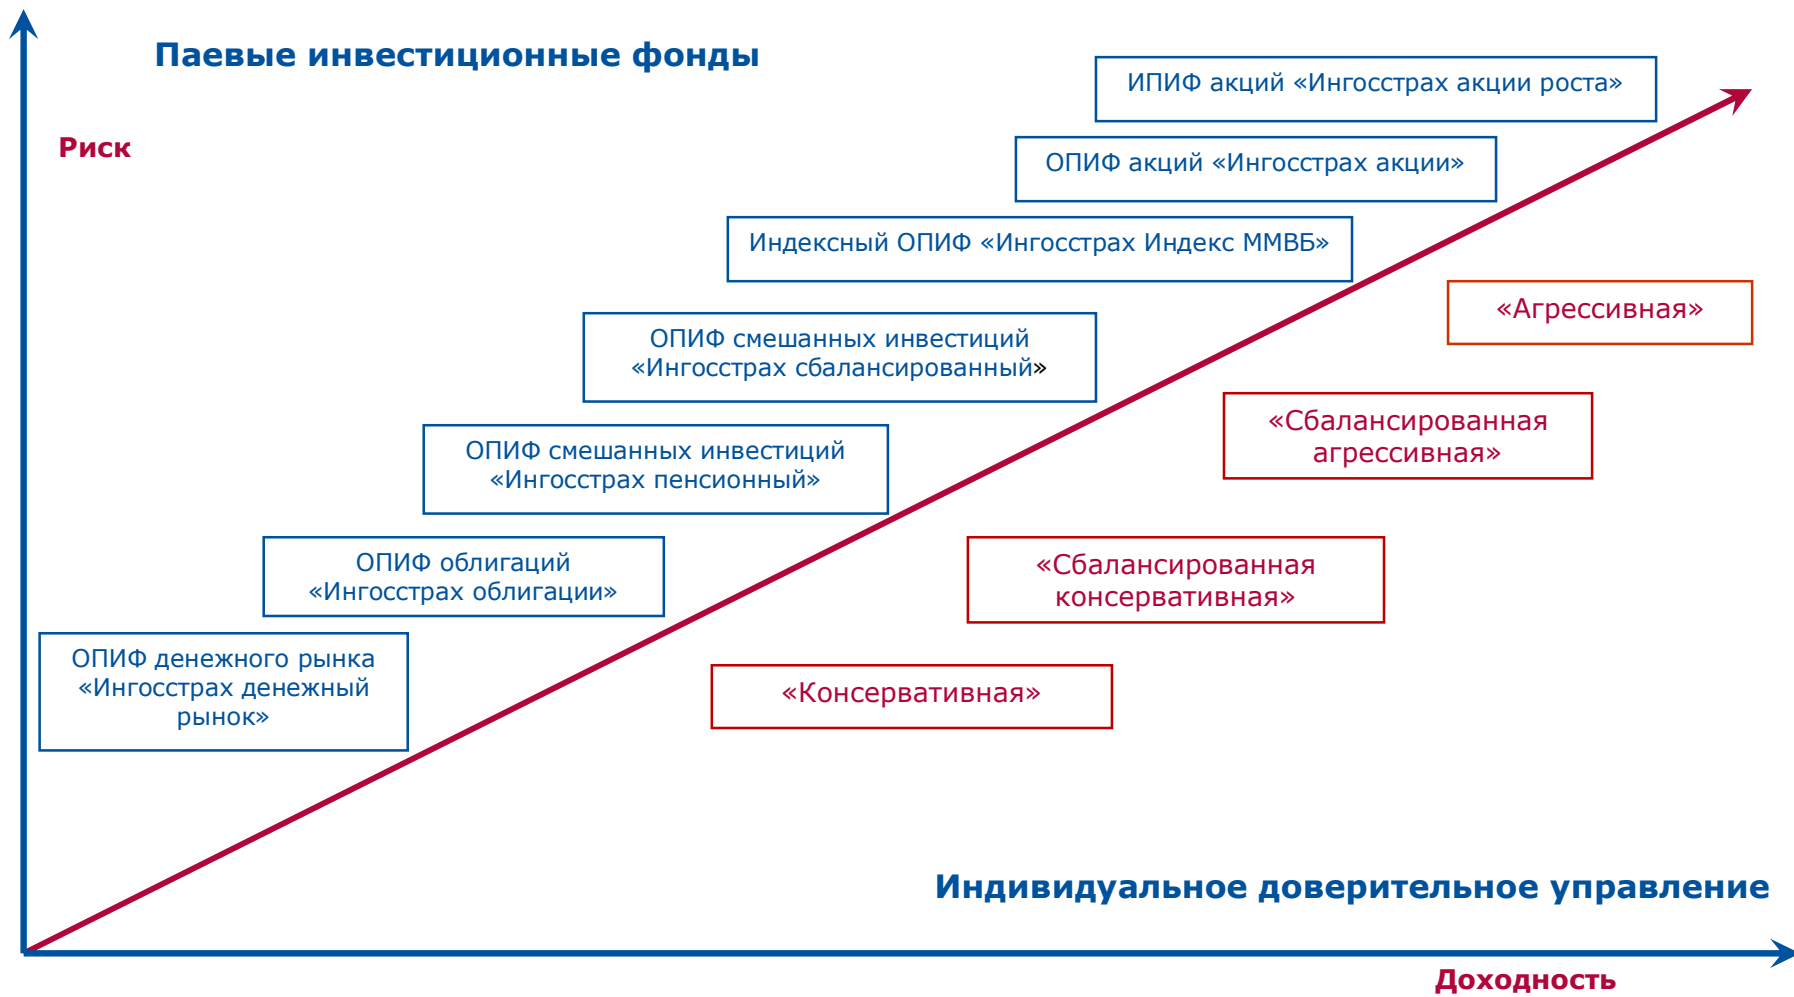 Паевые инвестиционные фонды
Риск
ИПИФ акций «Ингосстрах акции роста»
ОПИФ акций «Ингосстрах акции»
Индексный ОПИФ «Ингосстрах Индекс ММВБ»
«Агрессивная»
ОПИФ смешанных инвестиций
«Ингосстрах сбалансированный»
«Сбалансированная
агрессивная»
ОПИФ смешанных инвестиций
«Ингосстрах пенсионный»
ОПИФ облигаций
«Ингосстрах облигации»
«Сбалансированная
консервативная»
ОПИФ денежного рынка
«Ингосстрах денежный
рынок»
«Консервативная»
Индивидуальное доверительное управление
Доходность